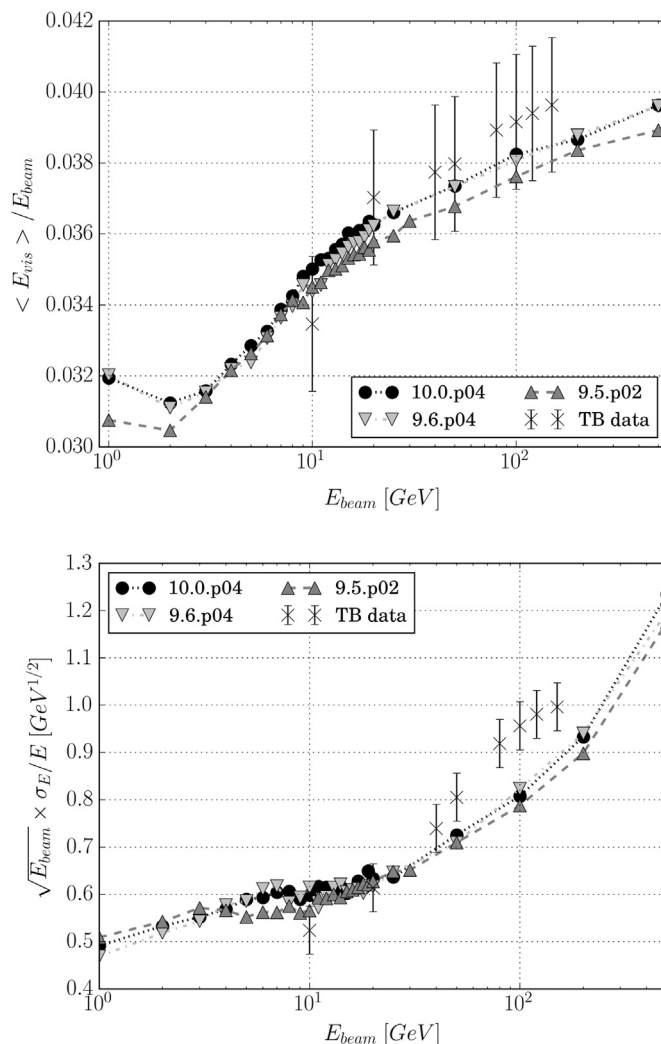 0.042
0.040
0.038
0.036
0.034
0.032
0.030
< E_vis > / E_beam
10.0.p04
9.5.p02
9.6.p04
TB data
10^0
10^1
10^2
E_beam [GeV]
1.3
1.2
1.1
1.0
0.9
0.8
0.7
0.6
0.5
0.4
√E_beam × σ_E/E [GeV^1/2]
10.0.p04
9.5.p02
9.6.p04
TB data
10^0
10^1
10^2
E_beam [GeV]